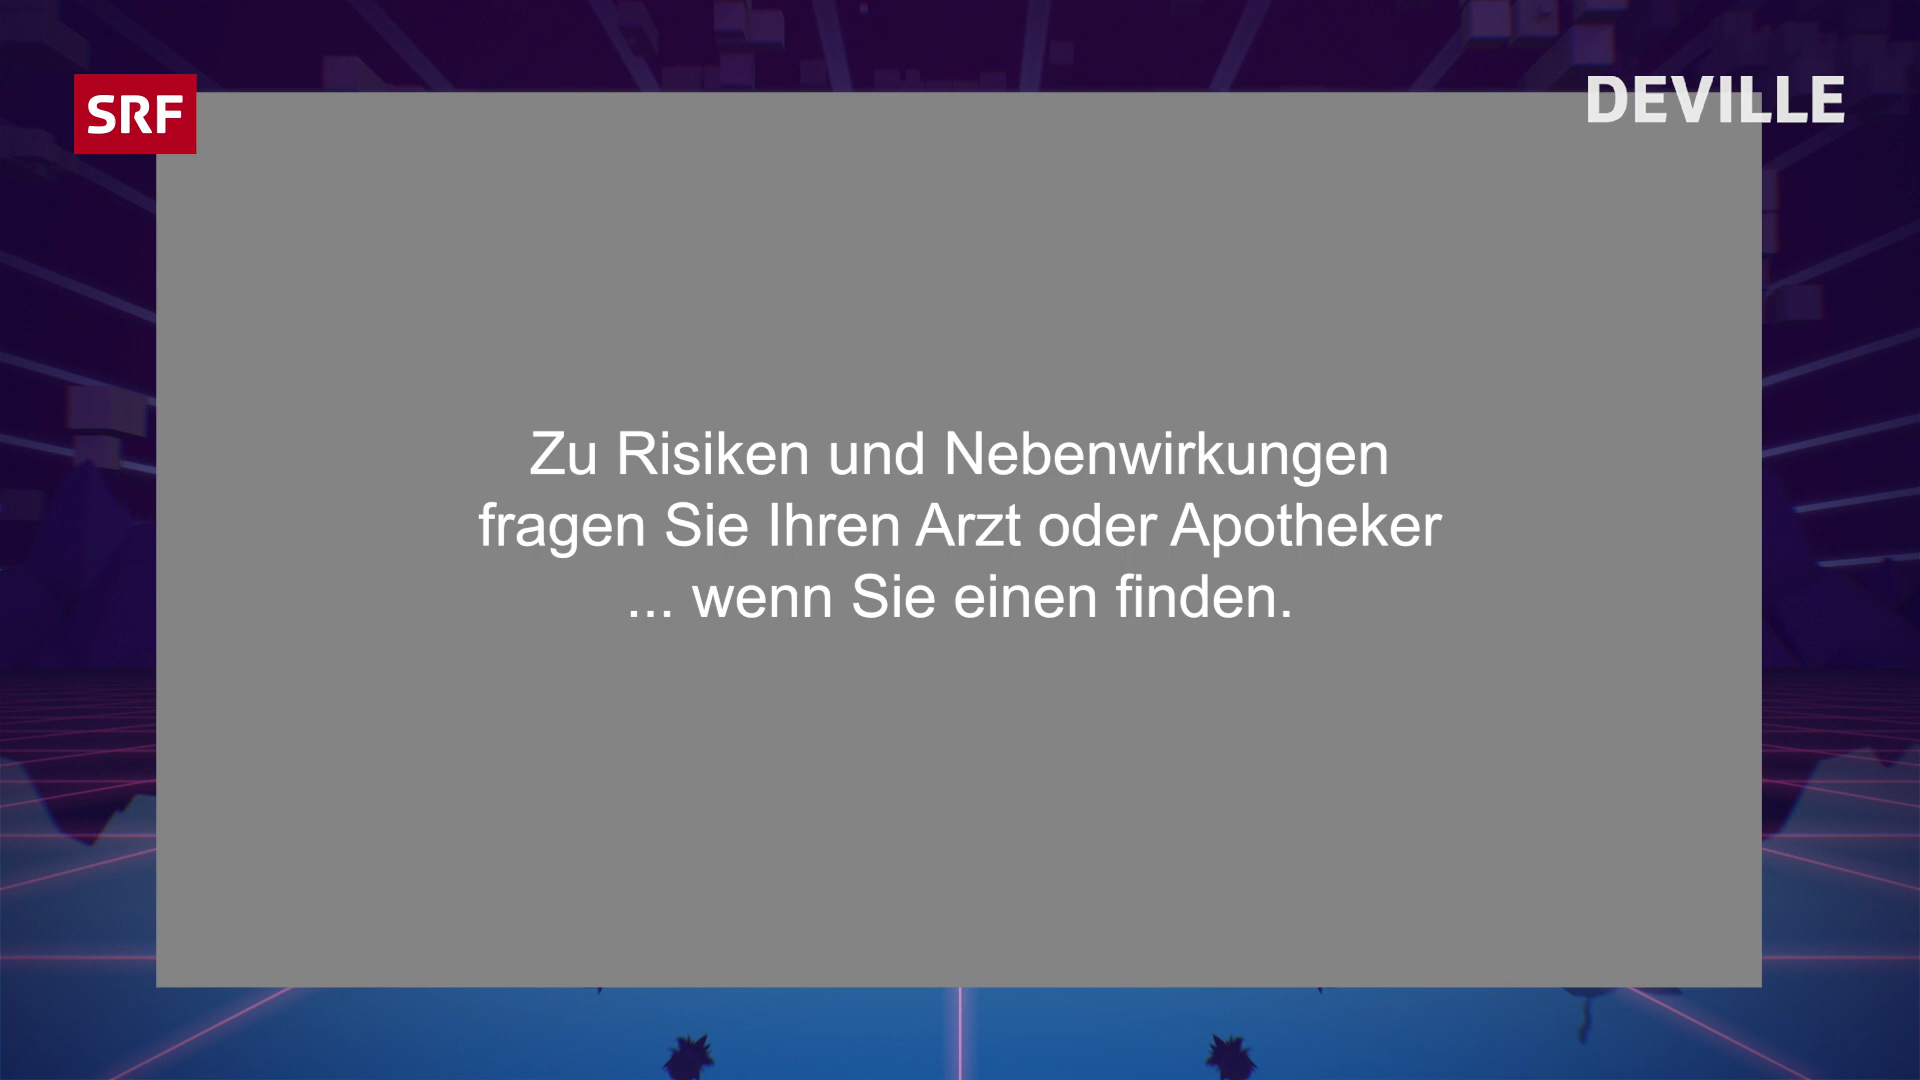 SRF
DEVILLE
Zu Risiken und Nebenwirkungen
fragen Sie Ihren Arzt oder Apotheker
... wenn Sie einen finden.